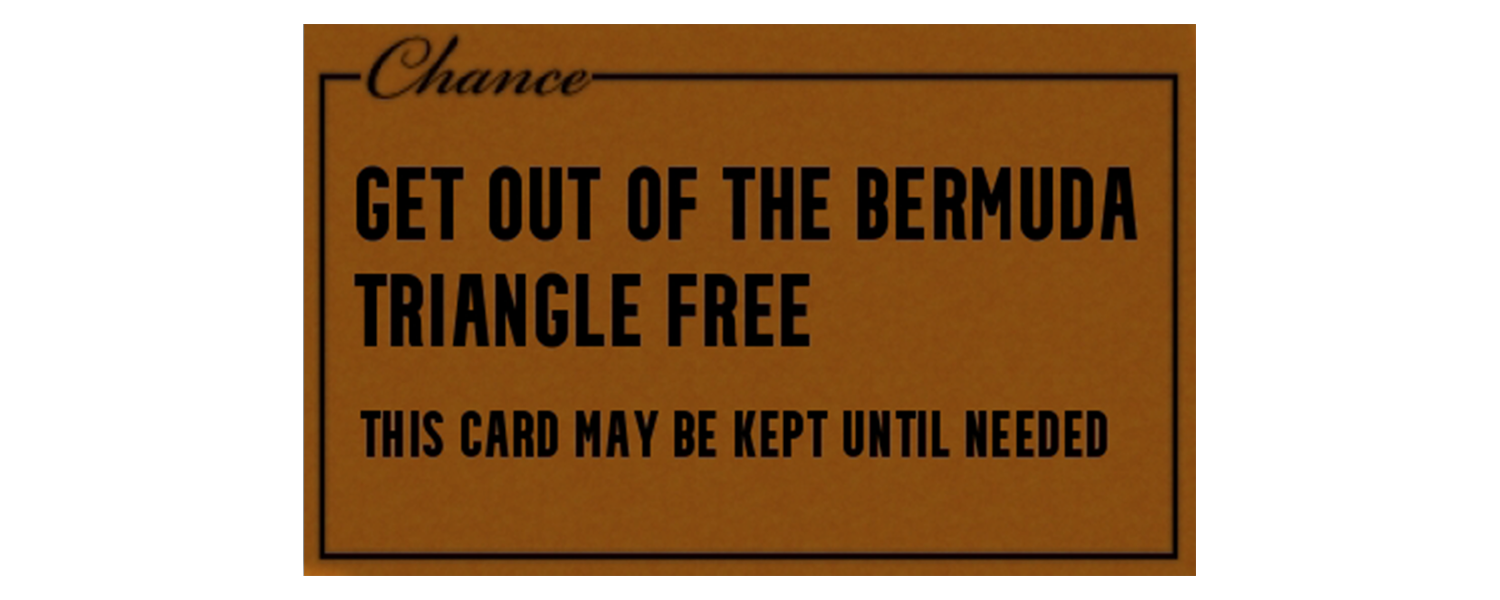 Chance
GET OUT OF THE BERMUDA
TRIANGLE FREE
THIS CARD MAY BE KEPT UNTIL NEEDED